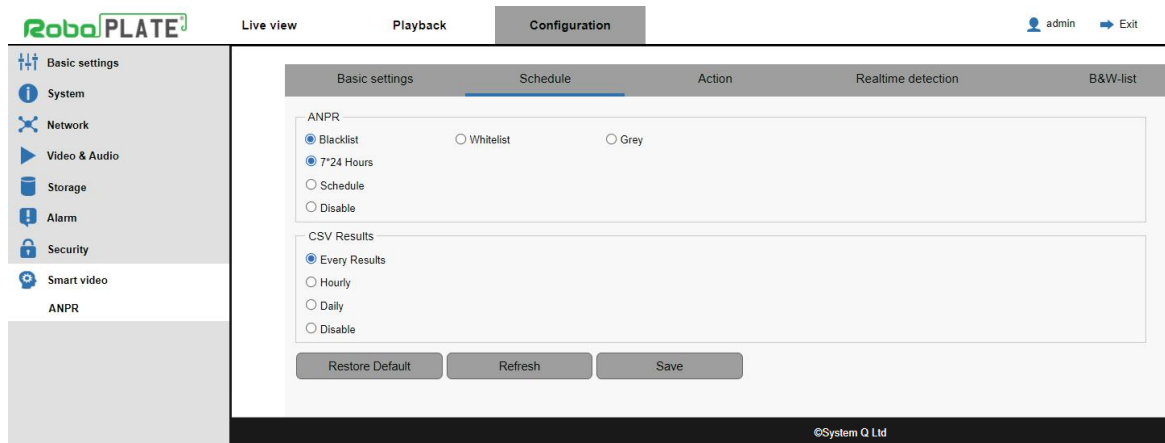 RoboPLATE
Live view Playback Configuration admin Exit
Basic settings
System
Network
Video & Audio
Storage
Alarm
Security
Smart video
ANPR
Basic settings Schedule Action Realtime detection B&W-list
ANPR
Blacklist Whitelist Grey
7*24 Hours
Schedule
Disable
CSV Results
Every Results
Hourly
Daily
Disable
Restore Default Refresh Save
©System Q Ltd